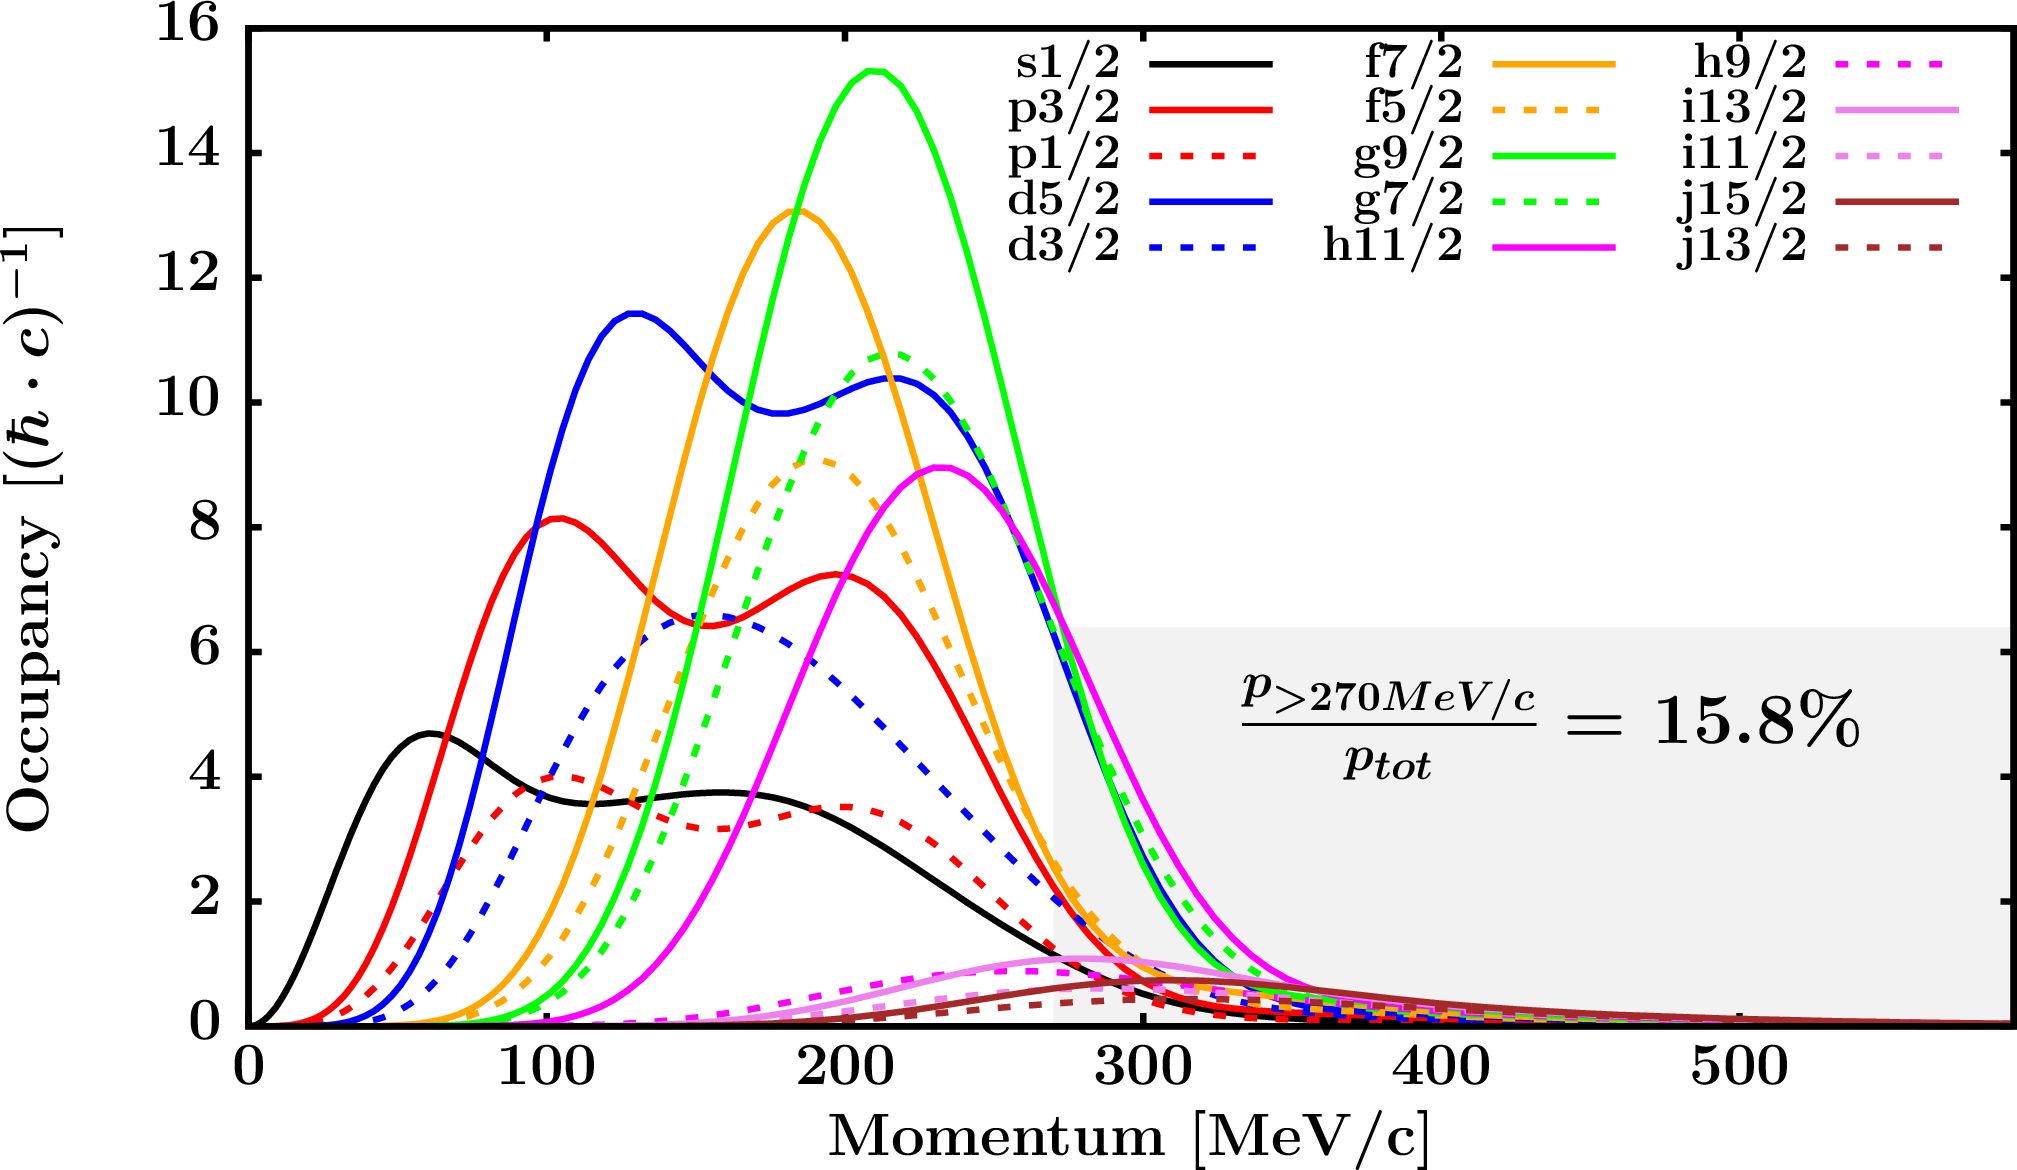 16
14
12
10
8
6
4
2
0
Occupancy [(ħ · c)⁻¹]
s1/2 f7/2 h9/2
p3/2 f5/2 i13/2
p1/2 g9/2 i11/2
d5/2 g7/2 j15/2
d3/2 h11/2 j13/2
p>270MeV/c
ptot
= 15.8%
0 100 200 300 400 500
Momentum [MeV/c]